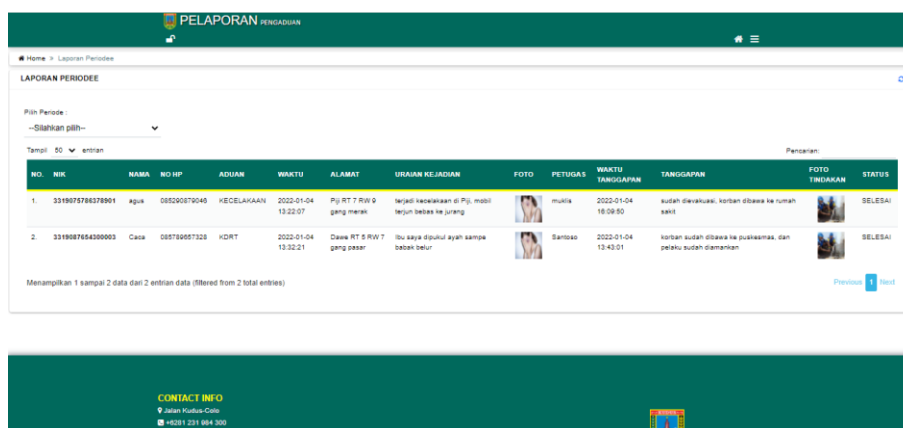 PELAPORAN PENGADUAN
Home > Laporan Periodee
LAPORAN PERIODEE
Pilih Periode :
--Silahkan pilih--
Tampil 50 entrian
Pencarian:
NO. NIK NAMA NO HP ADUAN WAKTU ALAMAT URAIAN KEJADIAN FOTO PETUGAS WAKTU TANGGAPAN TANGGAPAN FOTO TINDAKAN STATUS
1. 3319075786378901 agus 085290879046 KECELAKAAN 2022-01-04 Piji RT 7 RW 9 terjadi kecelakaan di Piji, mobil muklis 2022-01-04 sudah dievakuasi, korban dibawa ke rumah SELESAI
13:22:07 gang merak terjun bebas ke jurang 16:09:50 sakit
2. 3319087654300003 Caca 085789657328 KDRT 2022-01-04 Dawe RT 5 RW 7 Ibu saya dipukul ayah sampe Santoso 2022-01-04 korban sudah dibawa ke puskesmas, dan SELESAI
13:32:21 gang pasar babak belur 13:43:01 pelaku sudah diamankan
Menampilkan 1 sampai 2 data dari 2 entrian data (filtered from 2 total entries)
Previous 1 Next
CONTACT INFO
Jalan Kudus-Colo
+6281 231 984 300